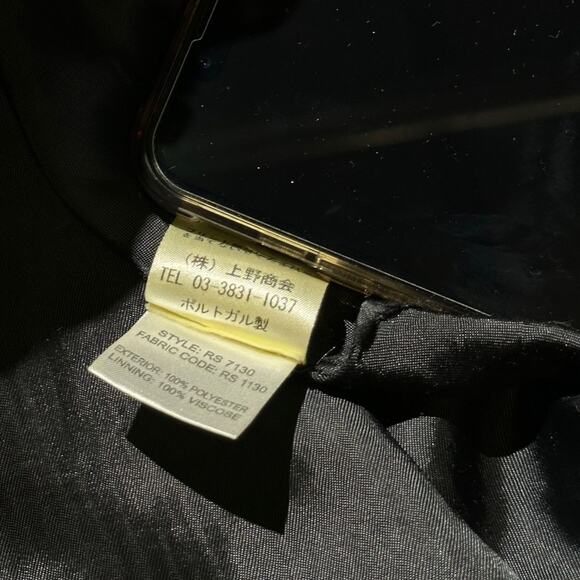 (株) 上野商会
TEL 03-3831-1037
ポルトガル製
STYLE: RS 7130
FABRIC CODE: RS 1130
EXTERIOR: 100% POLYESTER
LINNING: 100% VISCOSE